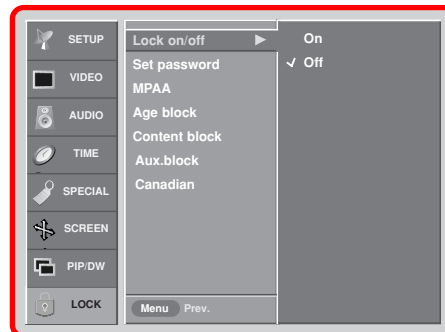 SETUP
VIDEO
AUDIO
TIME
SPECIAL
SCREEN
PIP/DW
LOCK
Lock on/off
Set password
MPAA
Age block
Content block
Aux.block
Canadian
Menu Prev.
On
Off